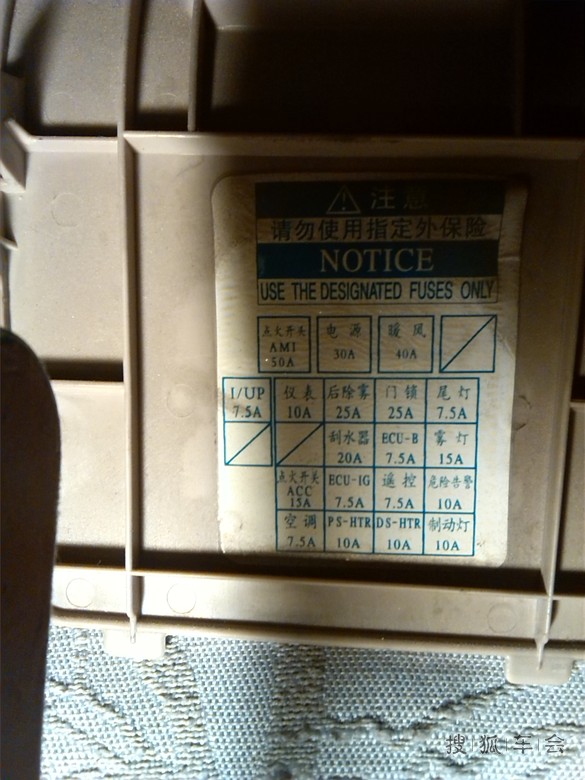 注意
请勿使用指定外保险
NOTICE
USE THE DESIGNATED FUSES ONLY
点火开关 电源 暖风
AM1 30A 40A
50A
I/UP 仪表 后除雾 门锁 尾灯
7.5A 10A 25A 25A 7.5A
刮水器 ECU-B 雾灯
20A 7.5A 15A
点火开关 ECU-IG 遥控 危险告警
ACC 7.5A 7.5A 10A
15A
空调 PS-HTR DS-HTR 制动灯
7.5A 10A 10A 10A
搜狐车会